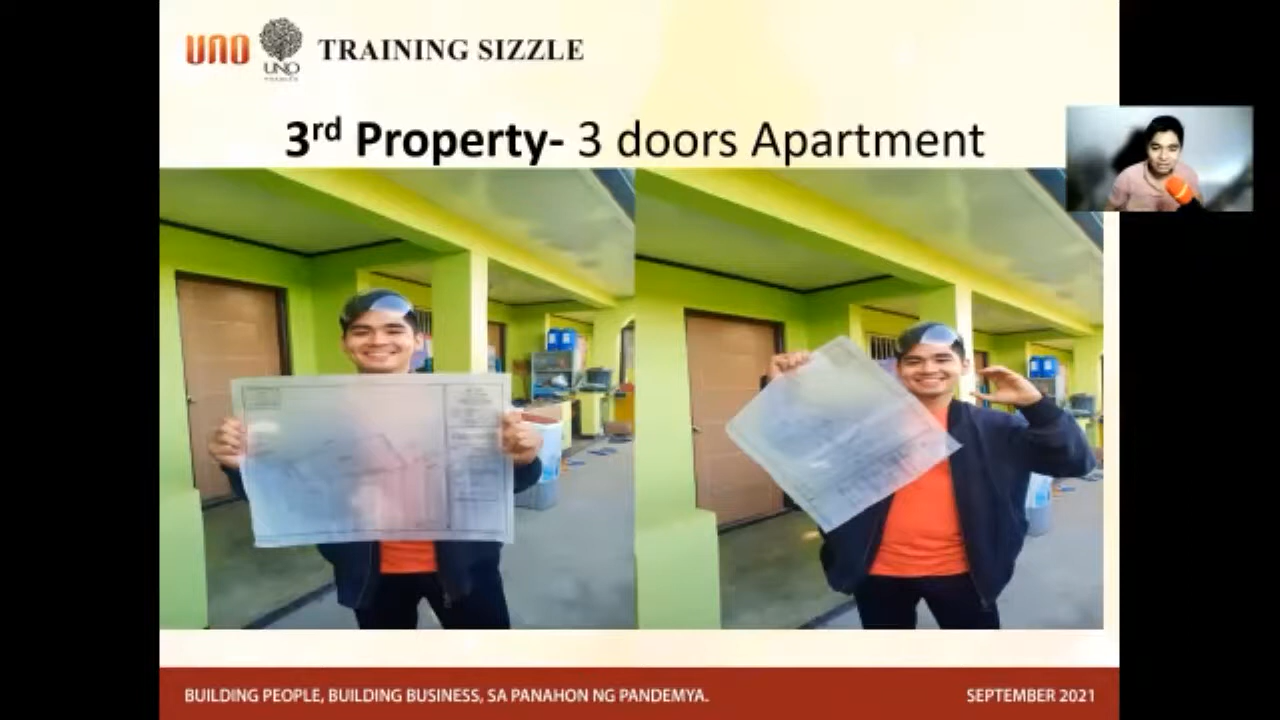 UNO
UNO
TRAINING SIZZLE
3rd Property- 3 doors Apartment
BUILDING PEOPLE, BUILDING BUSINESS, SA PANAHON NG PANDEMYA.
SEPTEMBER 2021